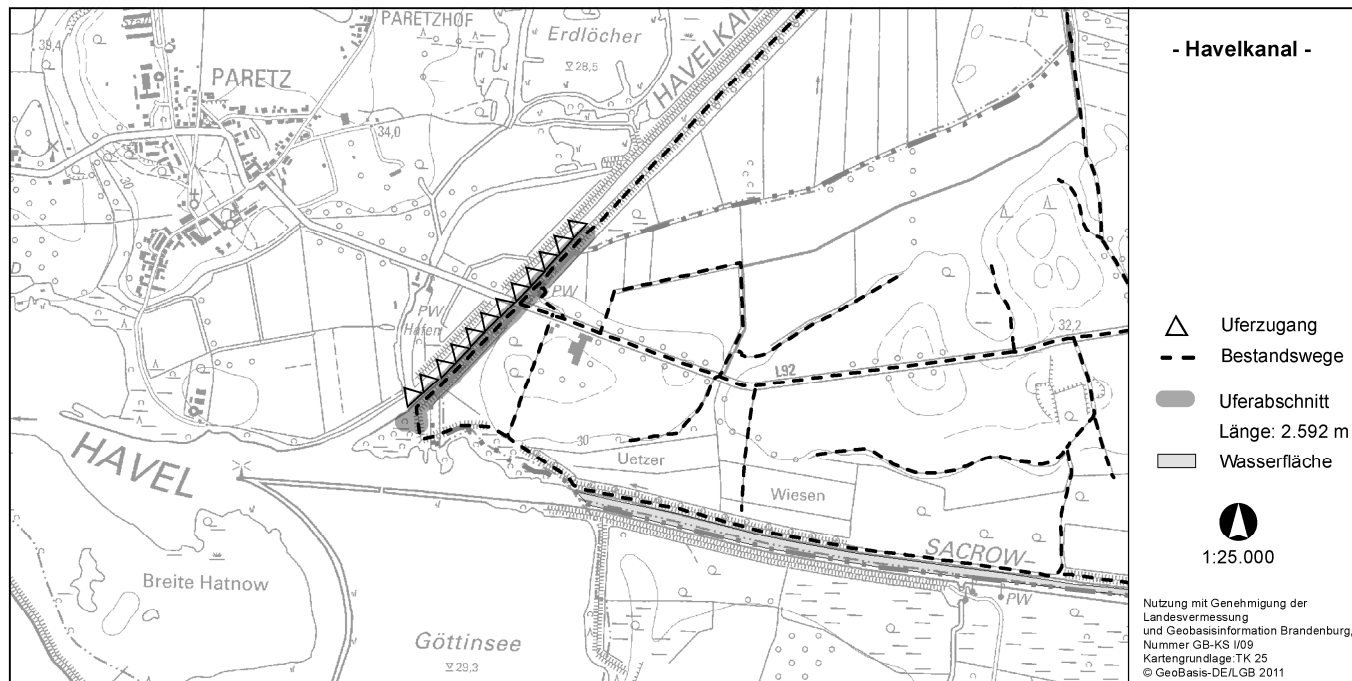 PARETZHOF
Stell
39,4
PARETZ
34,0
Erdlöcher
28,5
HAVELKAN
PW
PW
Hafen
L92
32,2
30
Uetzer
Wiesen
HAVEL
SACROW–
PW
Breite Hatnow
Göttinsee
29,3
- Havelkanal -
Uferzugang
Bestandswege
Uferabschnitt
Länge: 2.592 m
Wasserfläche
1:25.000
Nutzung mit Genehmigung der
Landesvermessung
und Geobasisinformation Brandenburg,
Nummer GB-KS I/09
Kartengrundlage:TK 25
© GeoBasis-DE/LGB 2011